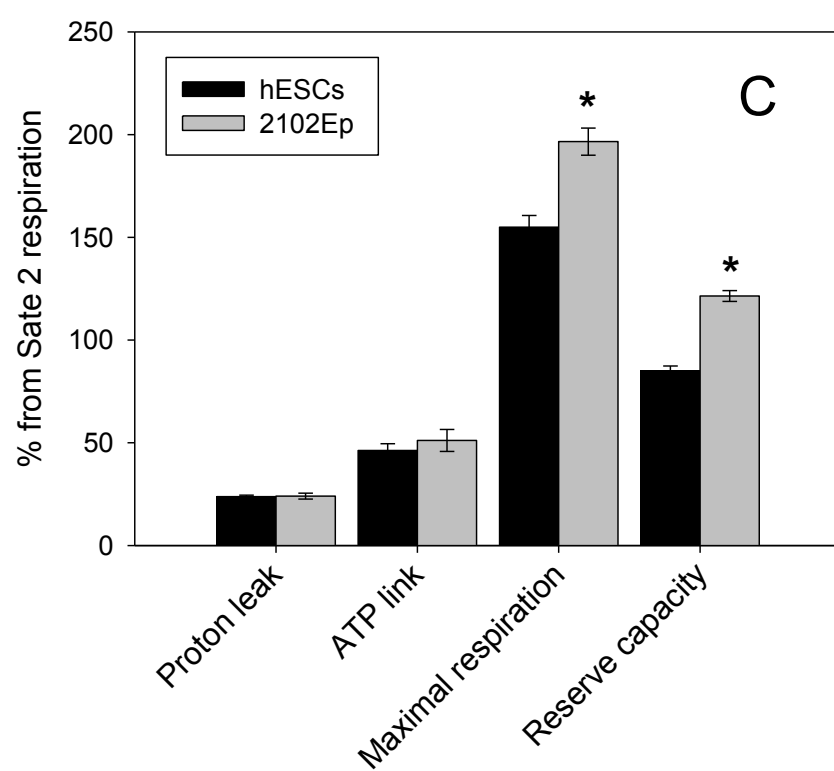 250
200
150
100
50
0
% from Sate 2 respiration
hESCs
2102Ep
C
*
*
Proton leak
ATP link
Maximal respiration
Reserve capacity